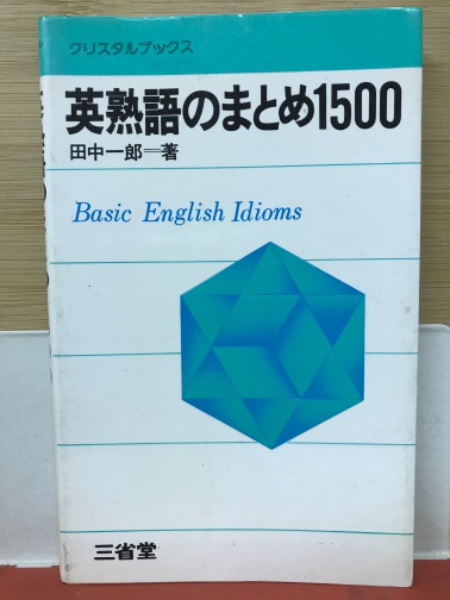 クリスタルブックス
英熟語のまとめ1500
田中一郎＝著
Basic English Idioms
三省堂